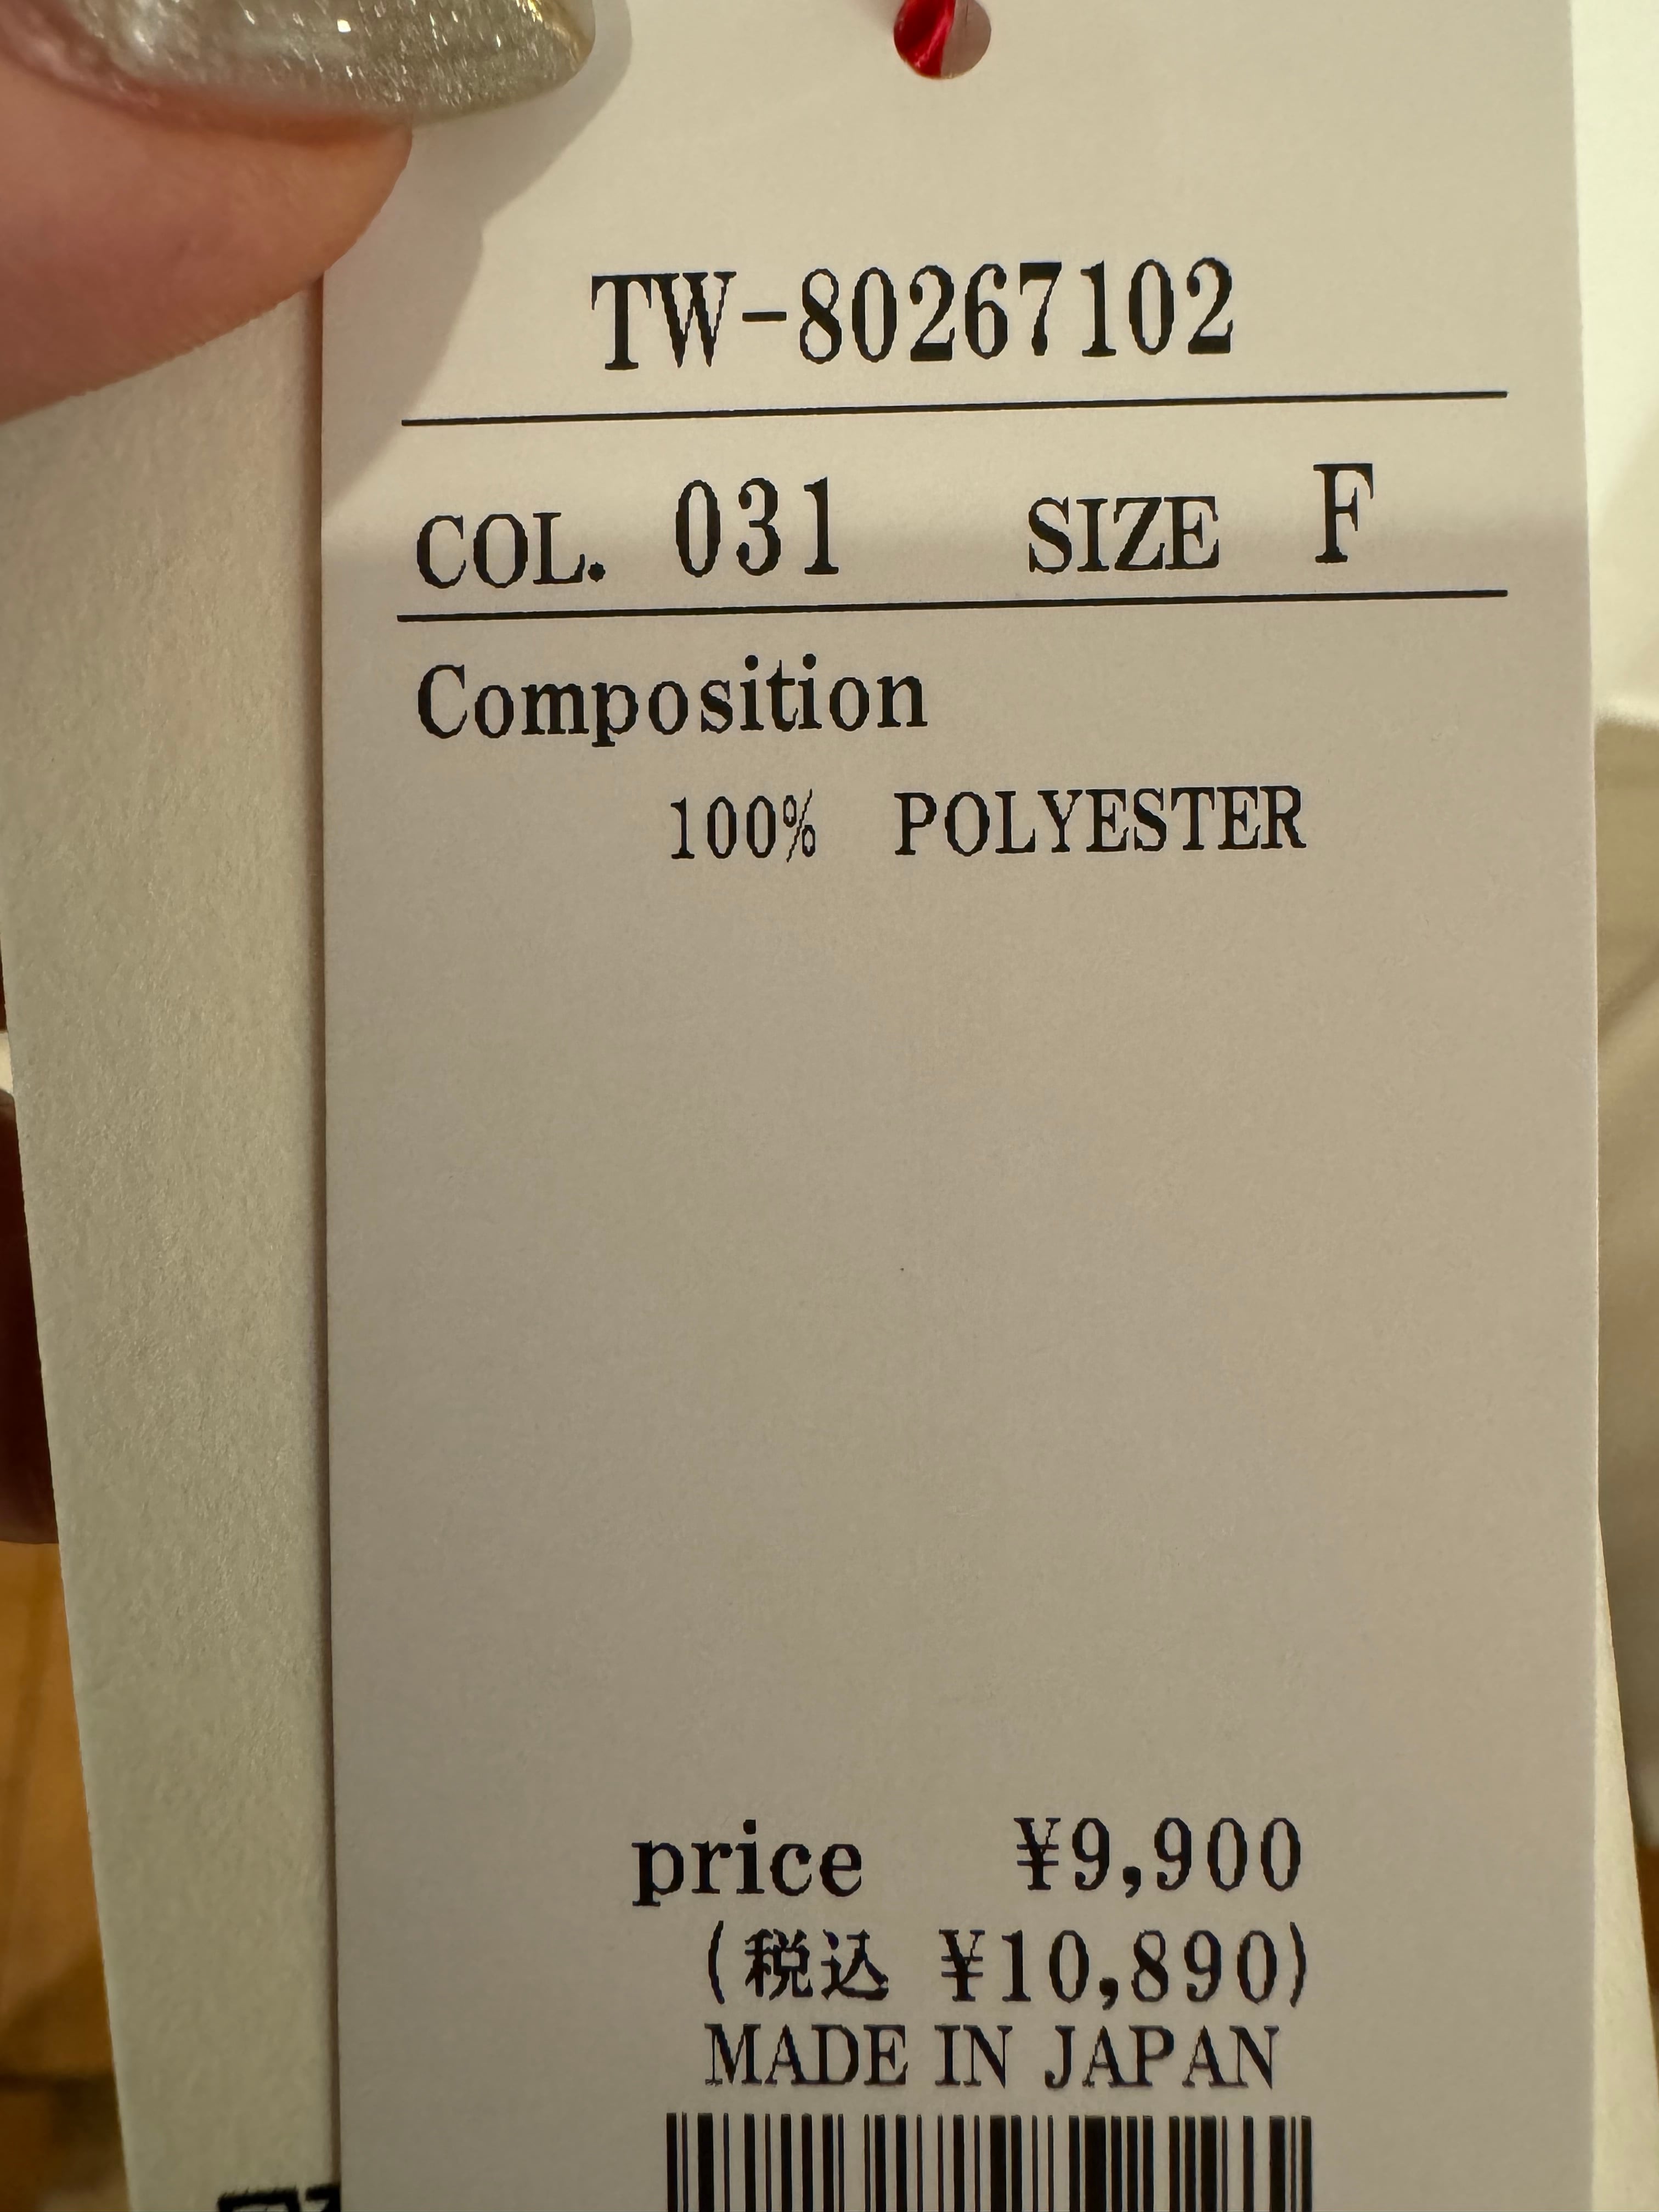 TW-80267102
COL. 031 SIZE F
Composition
100% POLYESTER
price ¥9,900
(税込 ¥10,890)
MADE IN JAPAN